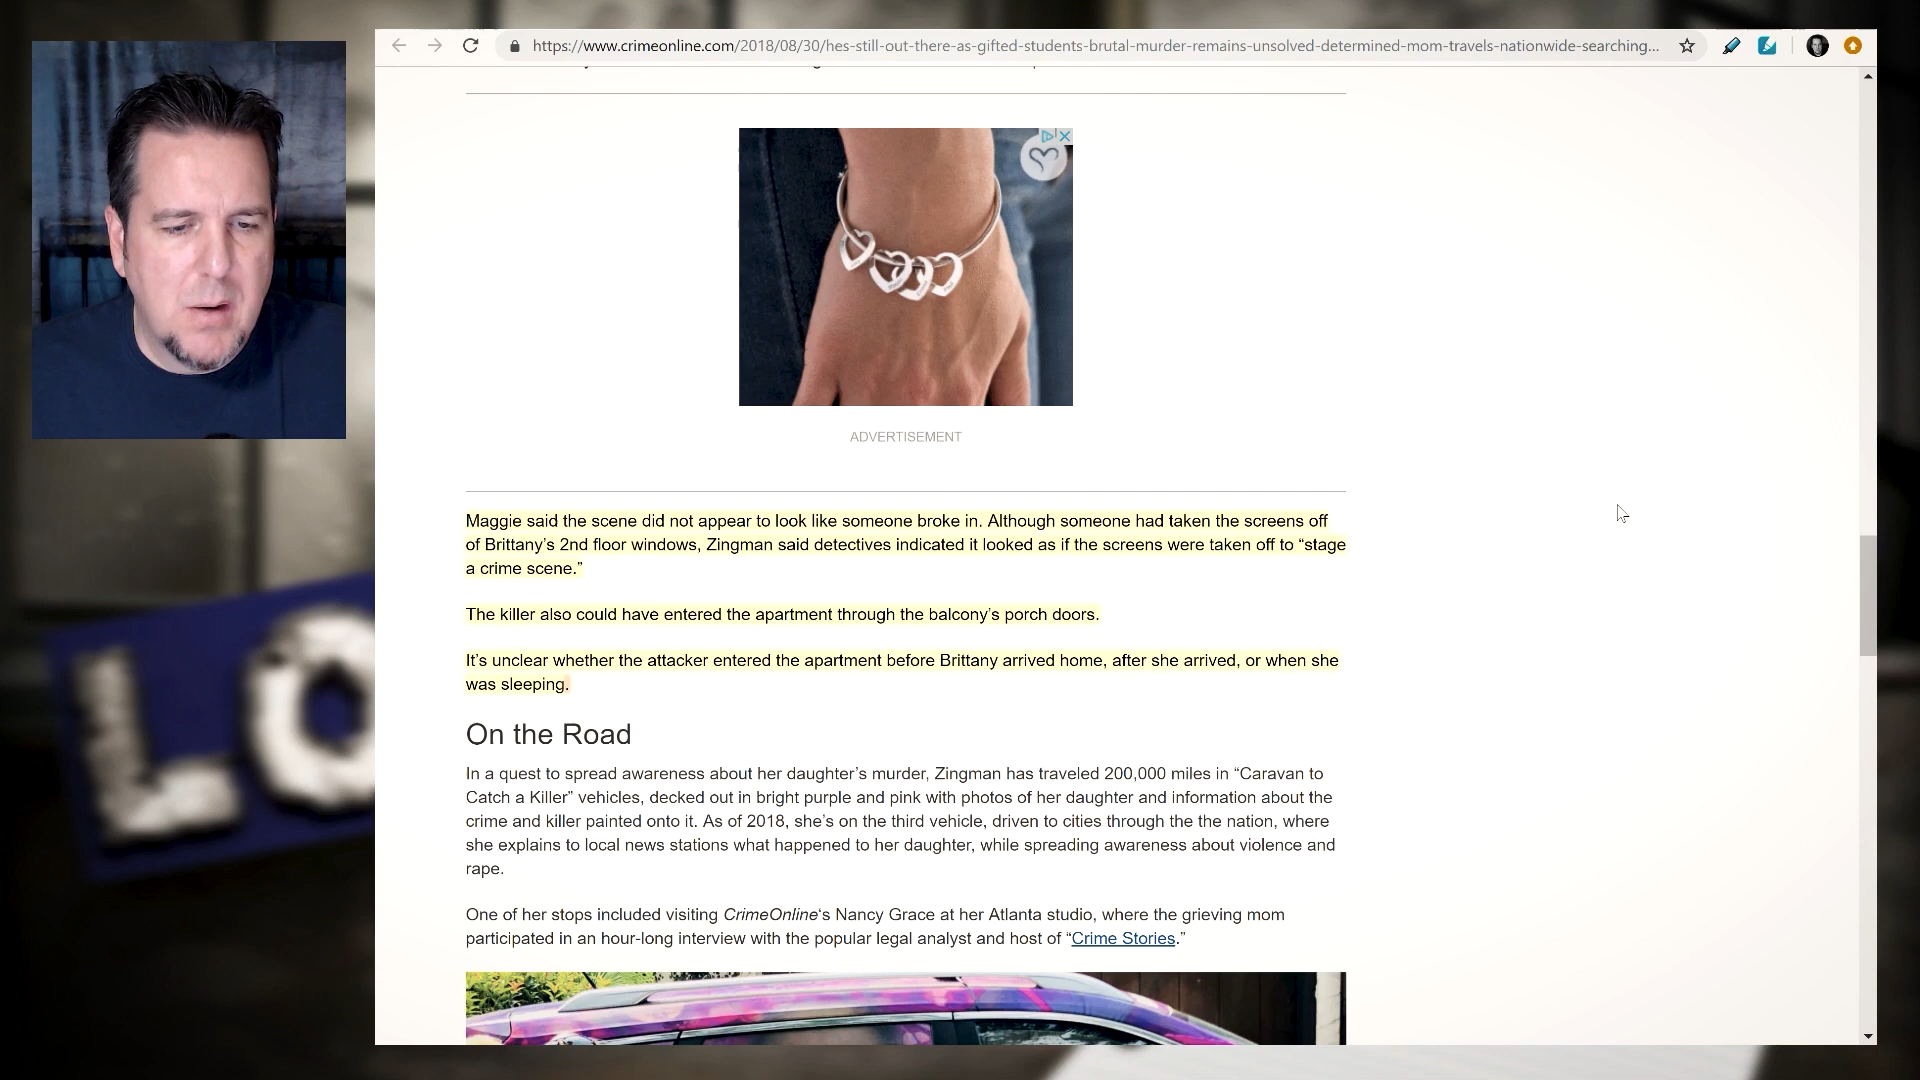 https://www.crimeonline.com/2018/08/30/hes-still-out-there-as-gifted-students-brutal-murder-remains-unsolved-determined-mom-travels-nationwide-searching...
ADVERTISEMENT
Maggie said the scene did not appear to look like someone broke in. Although someone had taken the screens off
of Brittany’s 2nd floor windows, Zingman said detectives indicated it looked as if the screens were taken off to “stage
a crime scene.”
The killer also could have entered the apartment through the balcony’s porch doors.
It’s unclear whether the attacker entered the apartment before Brittany arrived home, after she arrived, or when she
was sleeping.
On the Road
In a quest to spread awareness about her daughter’s murder, Zingman has traveled 200,000 miles in “Caravan to
Catch a Killer” vehicles, decked out in bright purple and pink with photos of her daughter and information about the
crime and killer painted onto it. As of 2018, she’s on the third vehicle, driven to cities through the the nation, where
she explains to local news stations what happened to her daughter, while spreading awareness about violence and
rape.
One of her stops included visiting CrimeOnline‘s Nancy Grace at her Atlanta studio, where the grieving mom
participated in an hour-long interview with the popular legal analyst and host of “Crime Stories.”
LO